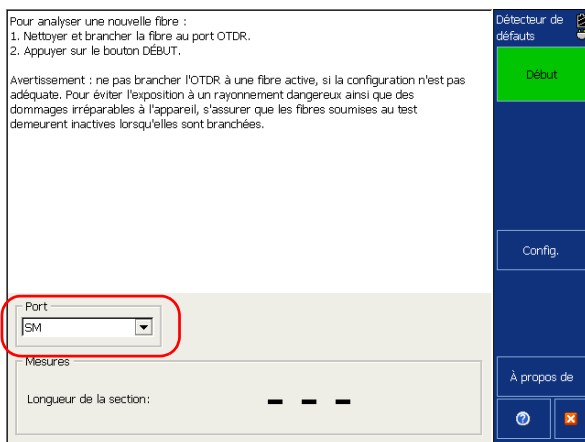 Pour analyser une nouvelle fibre :
1. Nettoyer et brancher la fibre au port OTDR.
2. Appuyer sur le bouton DÉBUT.
Avertissement : ne pas brancher l'OTDR à une fibre active, si la configuration n'est pas
adéquate. Pour éviter l'exposition à un rayonnement dangereux ainsi que des
dommages irréparables à l'appareil, s'assurer que les fibres soumises au test
demeurent inactives lorsqu'elles sont branchées.
Port
SM
Mesures
Longueur de la section: – – –
Détecteur de
défauts
Début
Config.
À propos de
?